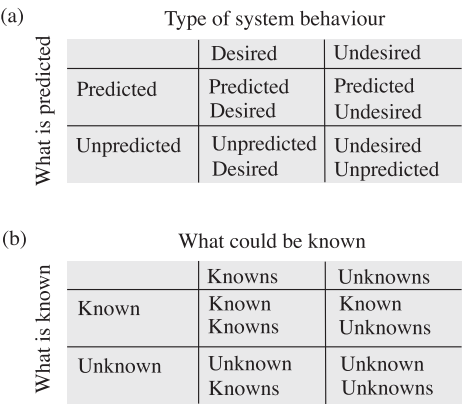 (a)
Type of system behaviour
What is predicted
Desired Undesired
Predicted Predicted Predicted
Desired Undesired
Unpredicted Unpredicted Undesired
Desired Unpredicted
(b)
What could be known
What is known
Knowns Unknowns
Known Known Known
Knowns Unknowns
Unknown Unknown Unknown
Knowns Unknowns